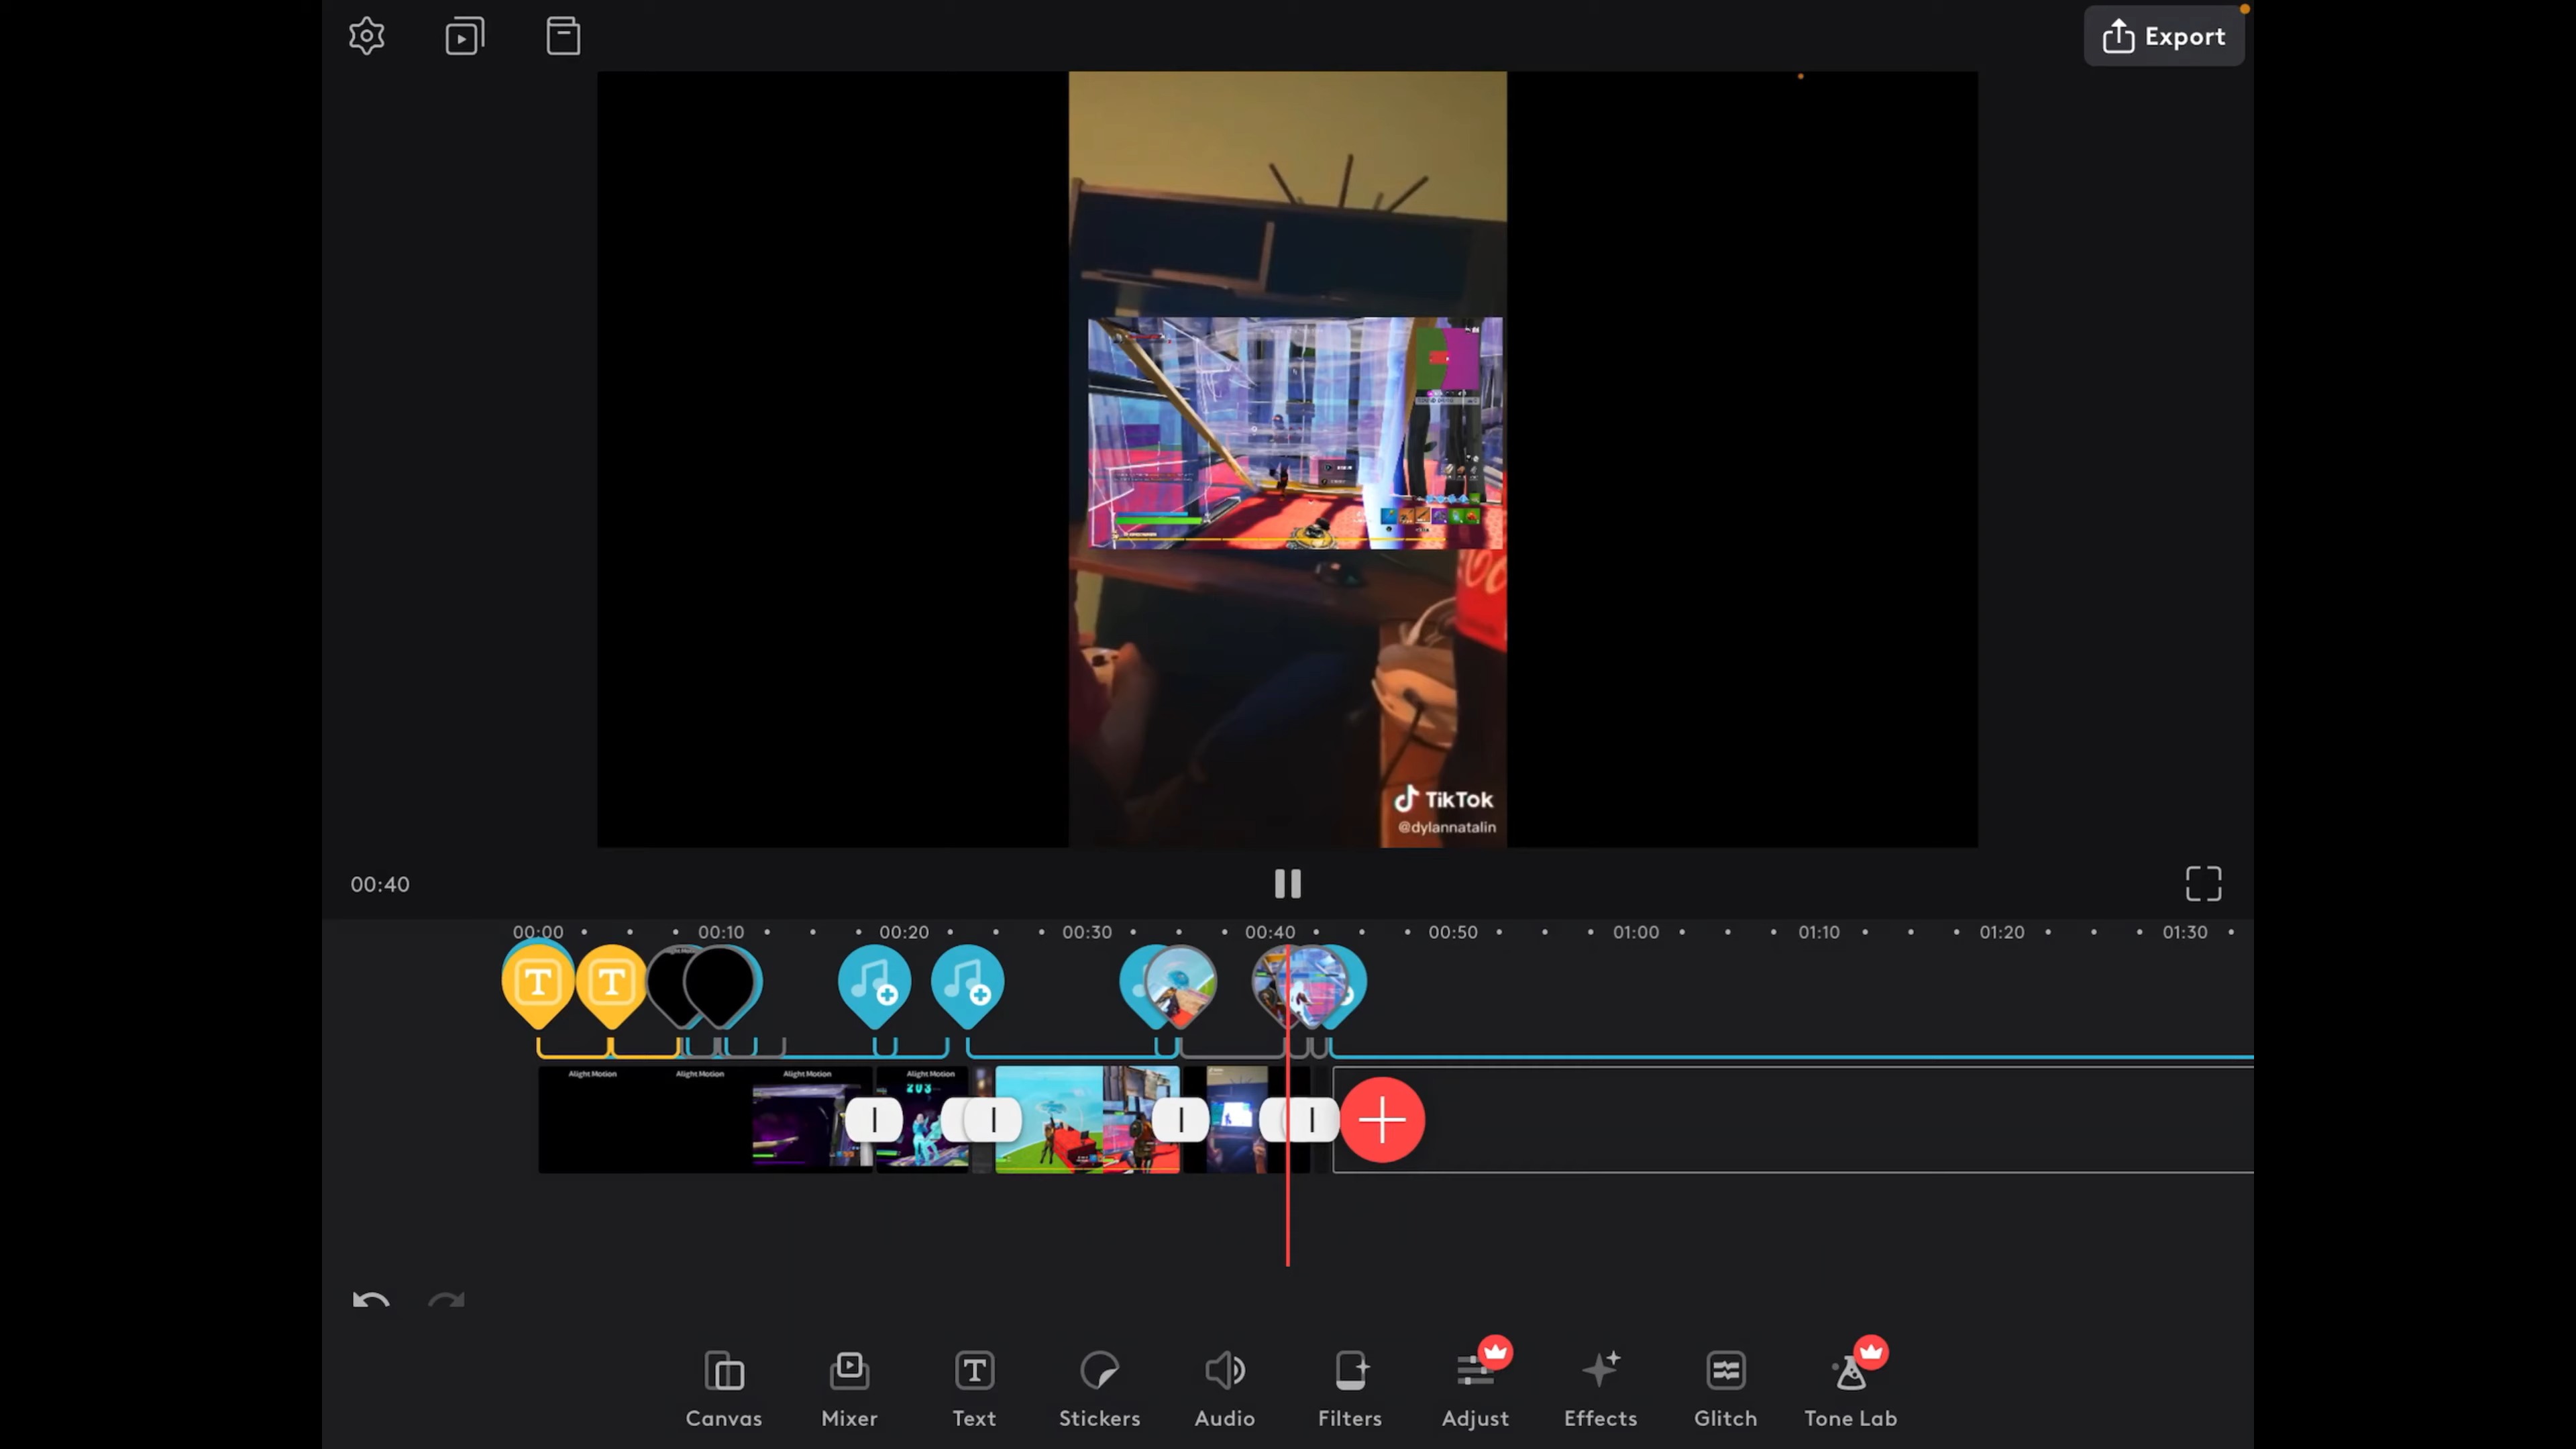 Export
TikTok
@dylannatalin
00:40
00:00
00:10
00:20
00:30
00:40
00:50
01:00
01:10
01:20
01:30
T
T
Alight Motion
Alight Motion
Alight Motion
Alight Motion
203
Canvas
Mixer
Text
Stickers
Audio
Filters
Adjust
Effects
Glitch
Tone Lab